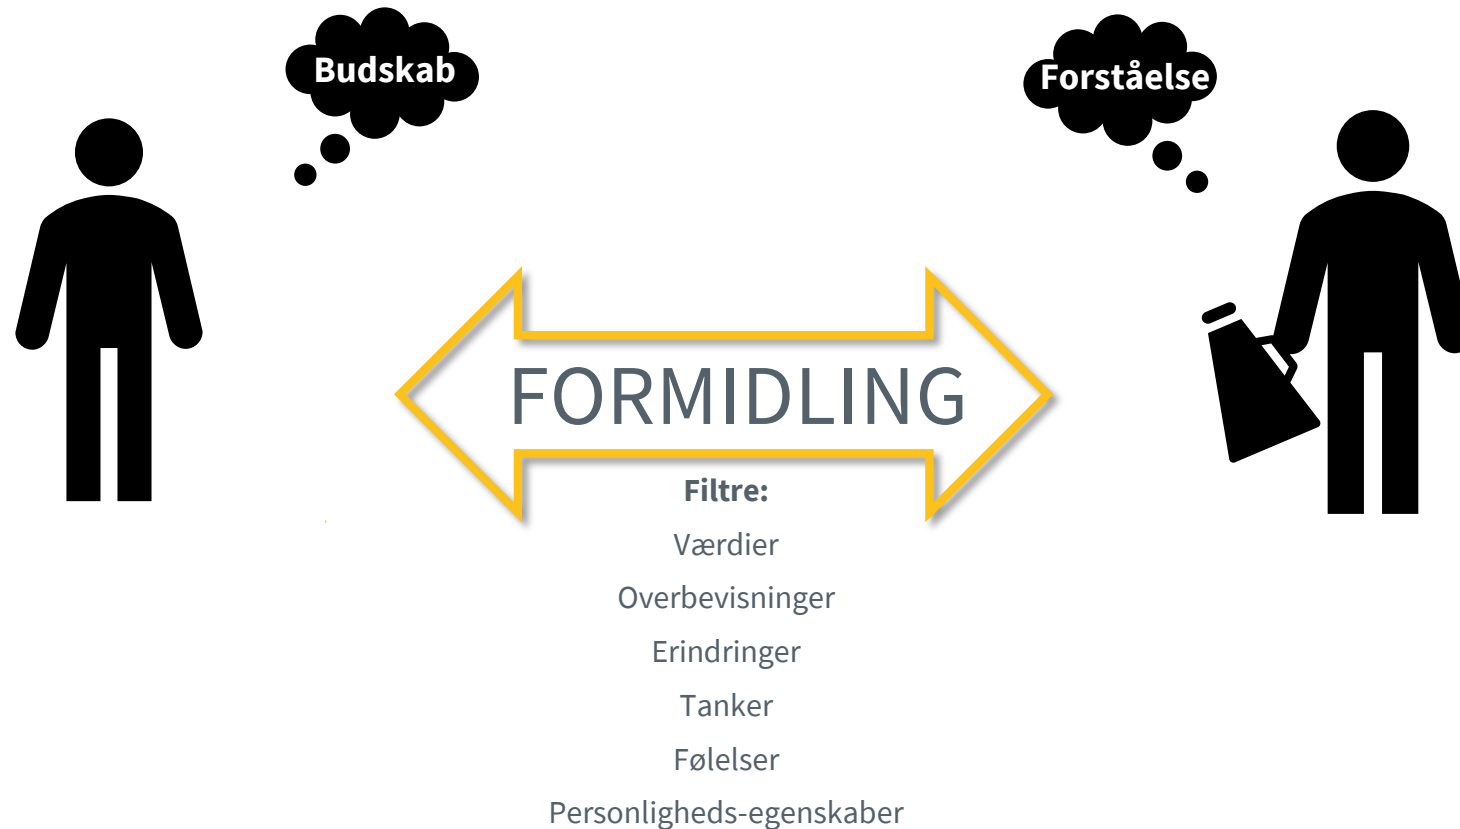 Budskab
Forståelse
FORMIDLING
Filtre:
Værdier
Overbevisninger
Erindringer
Tanker
Følelser
Personligheds-egenskaber